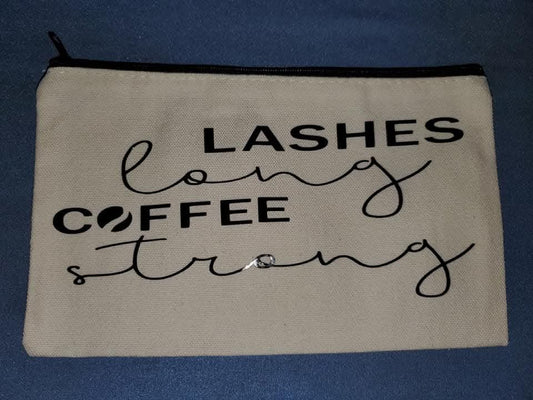 LASHES
long
COFFEE
strong